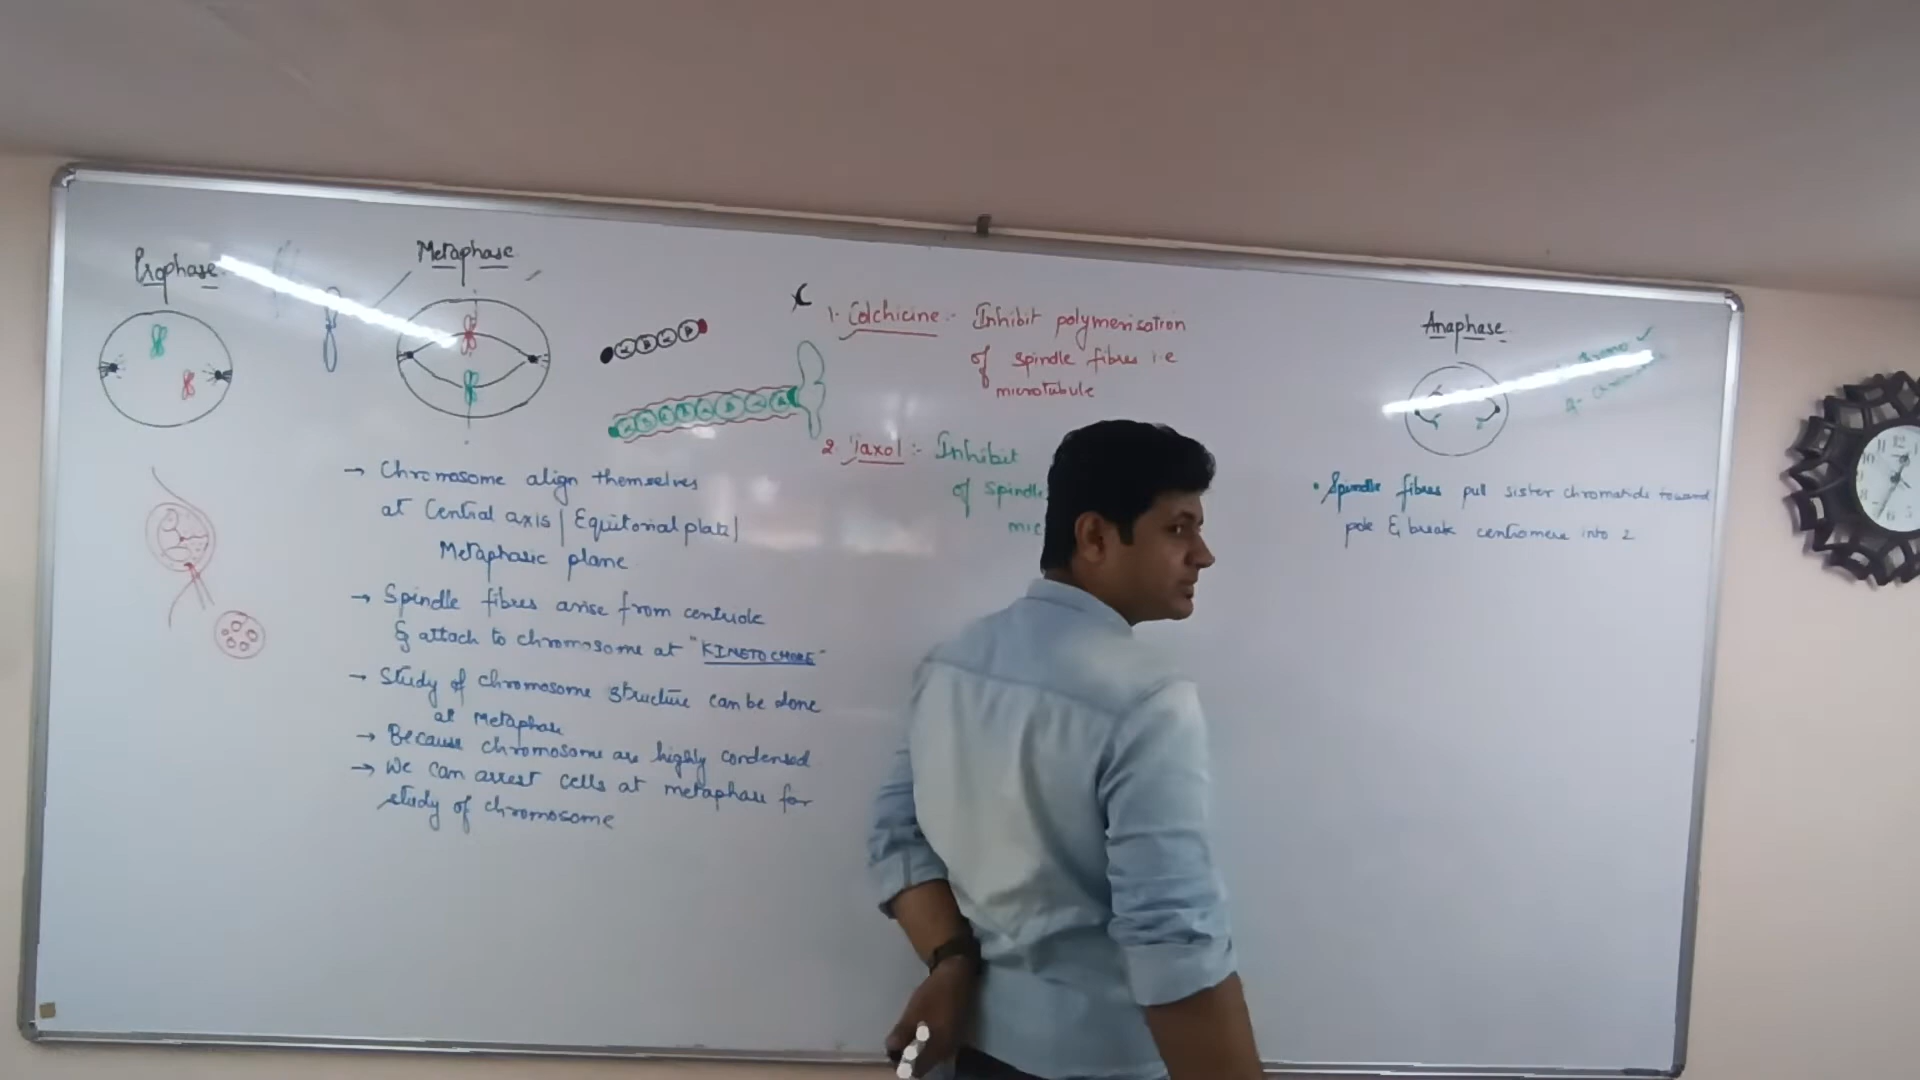 Prophase
Metaphase
→ Chromosome align themselves
at Central axis | Equitorial plate |
Metaphasic plane
→ Spindle fibres arise from centriole
& attach to chromosome at "KINETOCHORE"
→ Study of chromosome structure can be done
at Metaphase
→ Because chromosome are highly condensed
→ We can arrest cells at metaphase for
study of chromosome
1. Colchicine :- Inhibit polymerisation
of spindle fibres i.e
microtubule
2. Taxol :- Inhibit
of Spindle
mic
Anaphase
• Spindle fibres pull sister chromatids toward
pole & break centromere into 2